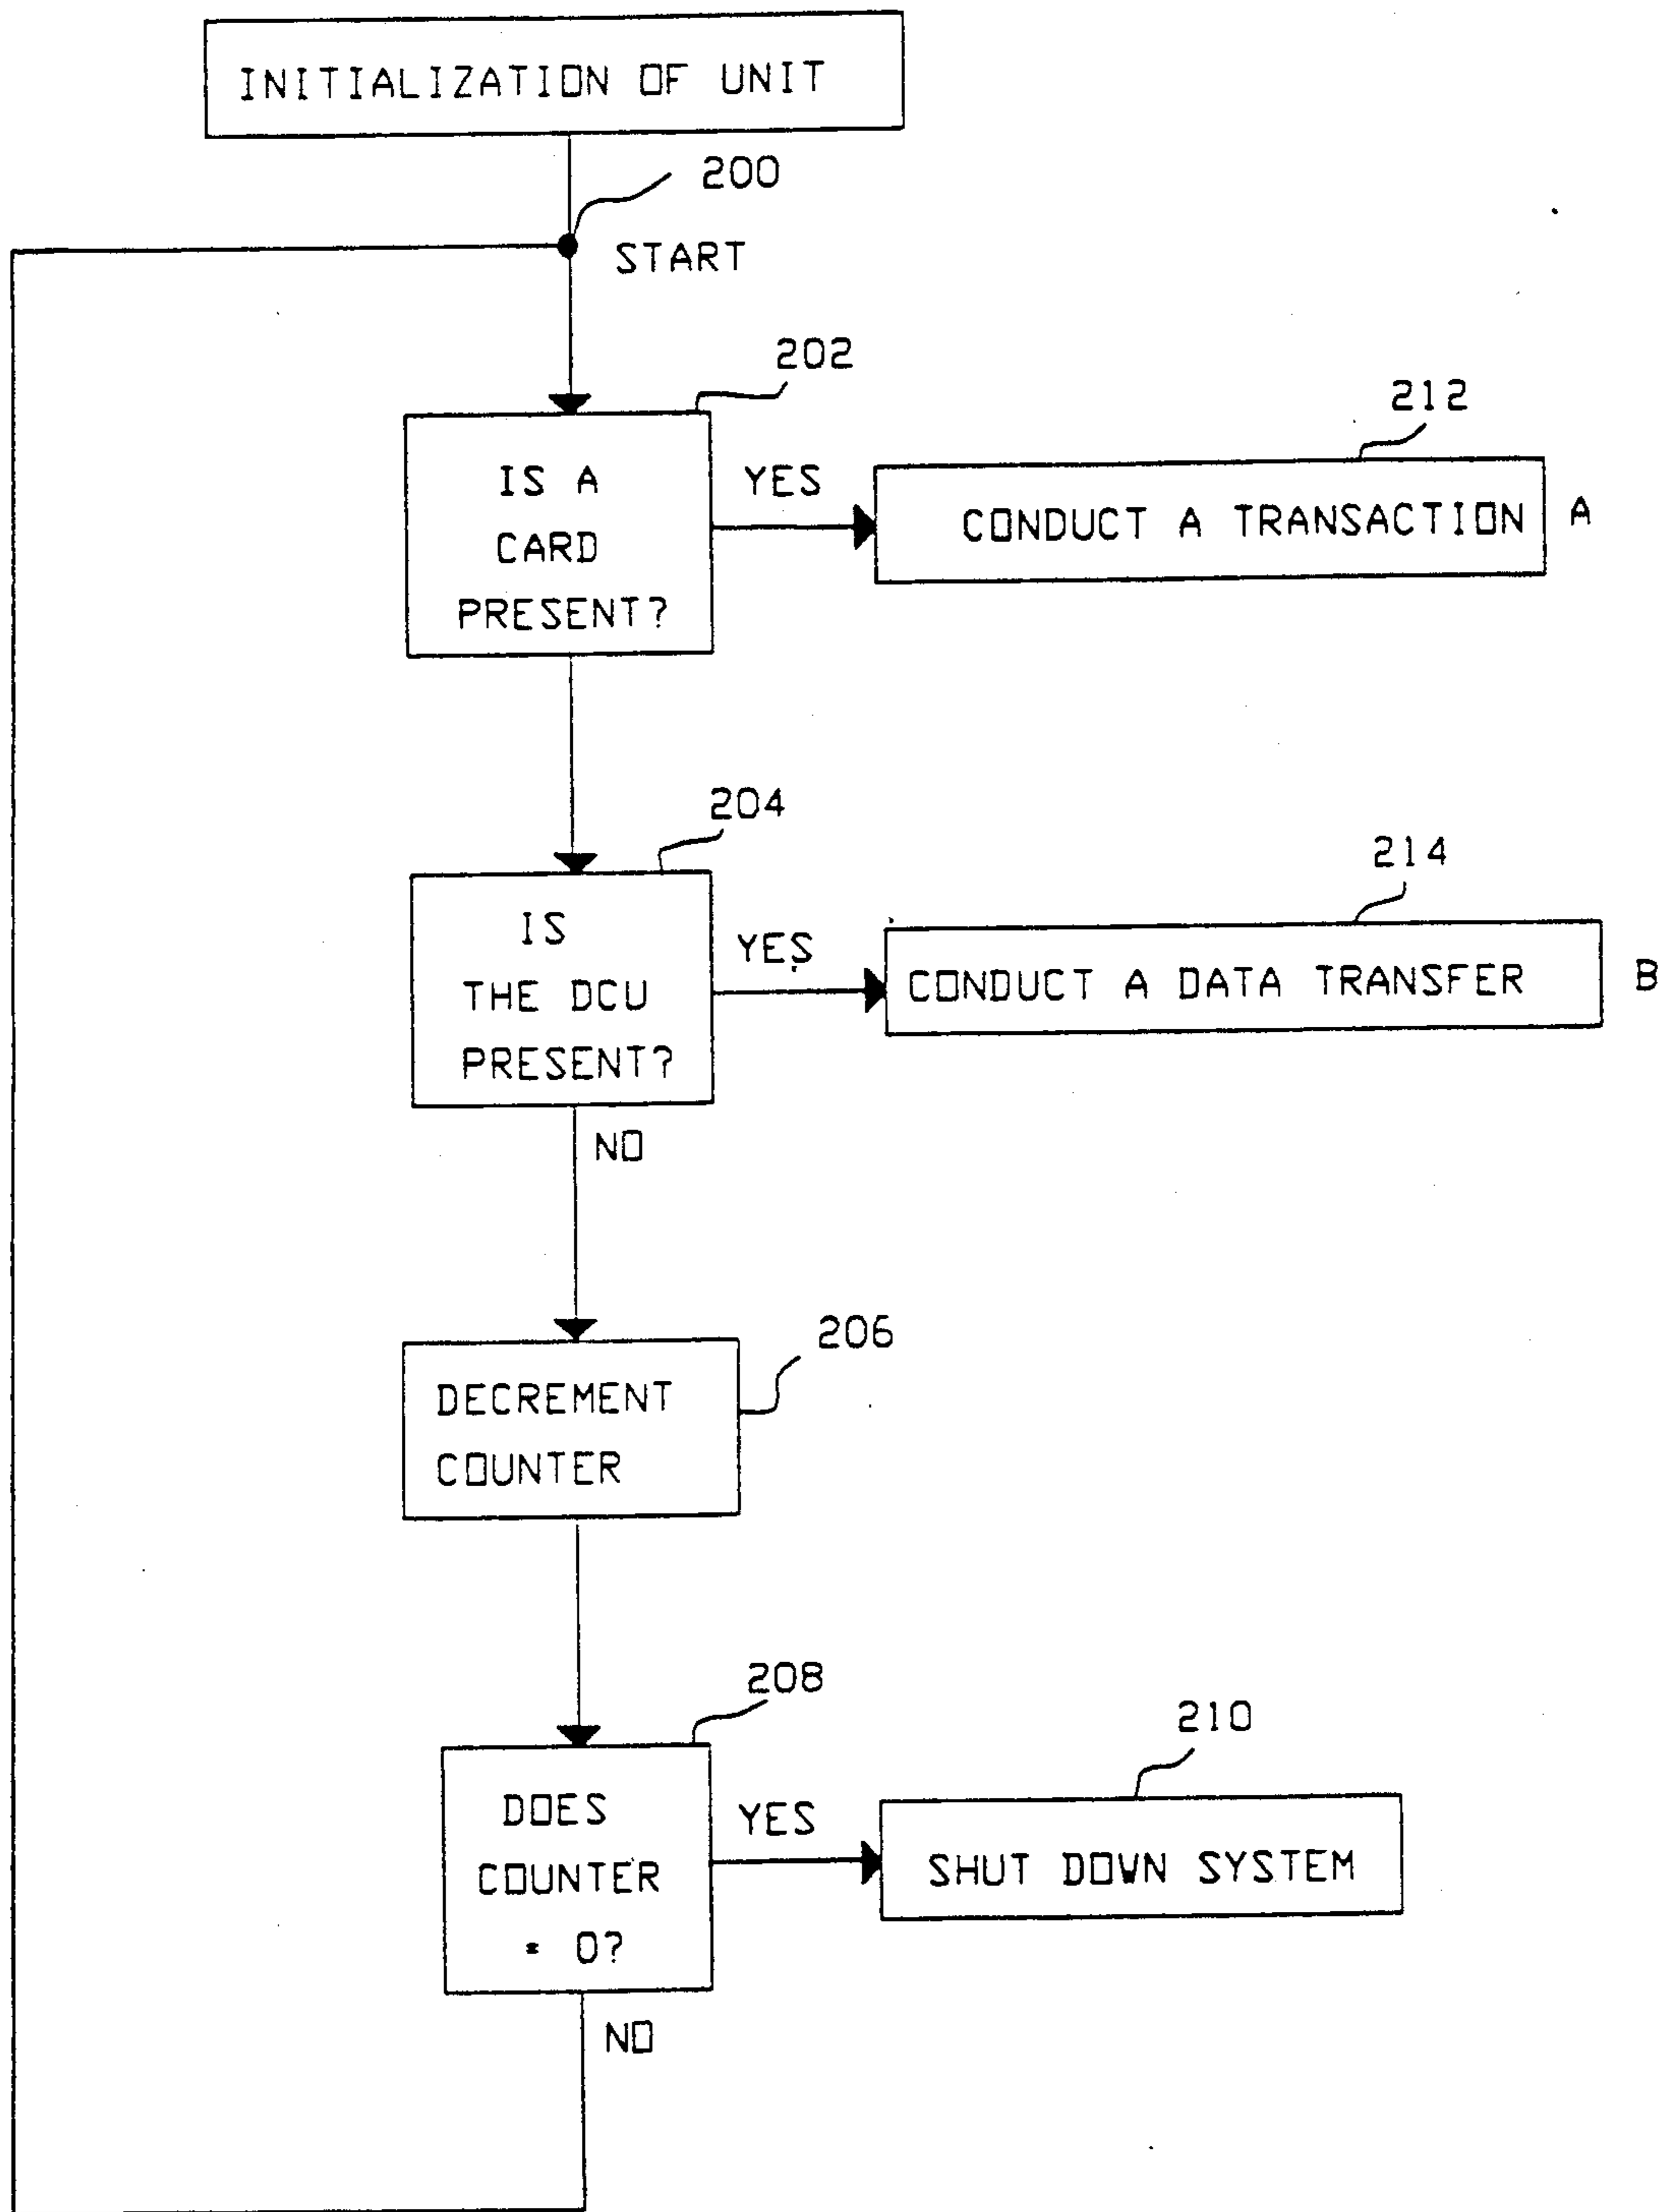 INITIALIZATION OF UNIT
200
START
202
IS A
CARD
PRESENT?
YES
212
CONDUCT A TRANSACTION
A
204
IS
THE DCU
PRESENT?
YES
214
CONDUCT A DATA TRANSFER
B
NO
206
DECREMENT
COUNTER
208
DOES
COUNTER
= 0?
YES
210
SHUT DOWN SYSTEM
NO